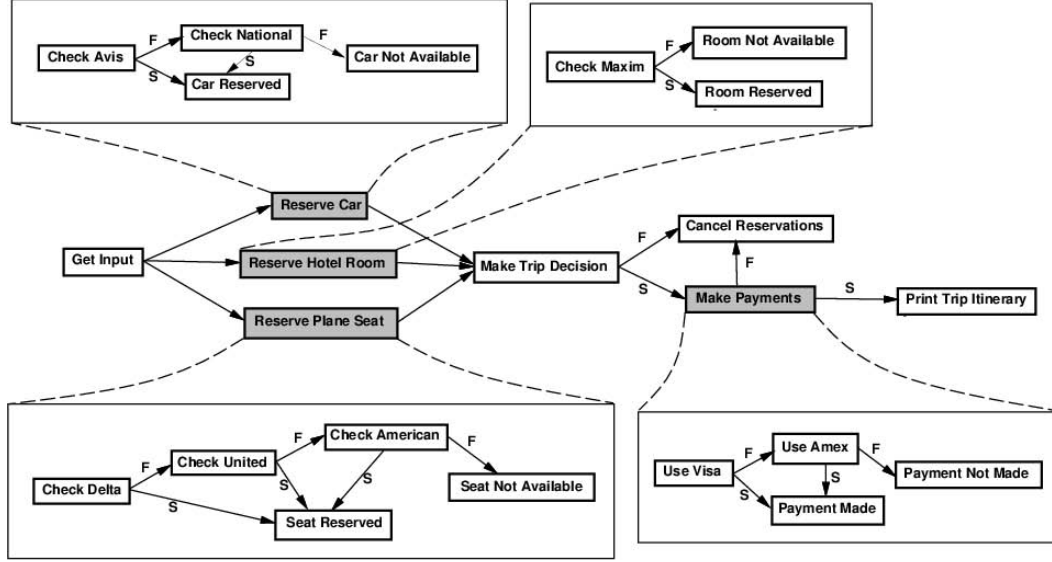 Check National
F
F
Check Avis
S
Car Not Available
S
Car Reserved
Room Not Available
F
Check Maxim
S
Room Reserved
Reserve Car
Cancel Reservations
F
Get Input
Reserve Hotel Room
Make Trip Decision
F
S
Make Payments
S
Print Trip Itinerary
Reserve Plane Seat
Check American
F
F
Check United
F
S
S
Check Delta
S
Seat Not Available
Seat Reserved
Use Amex
F
F
Use Visa
S
Payment Not Made
S
Payment Made